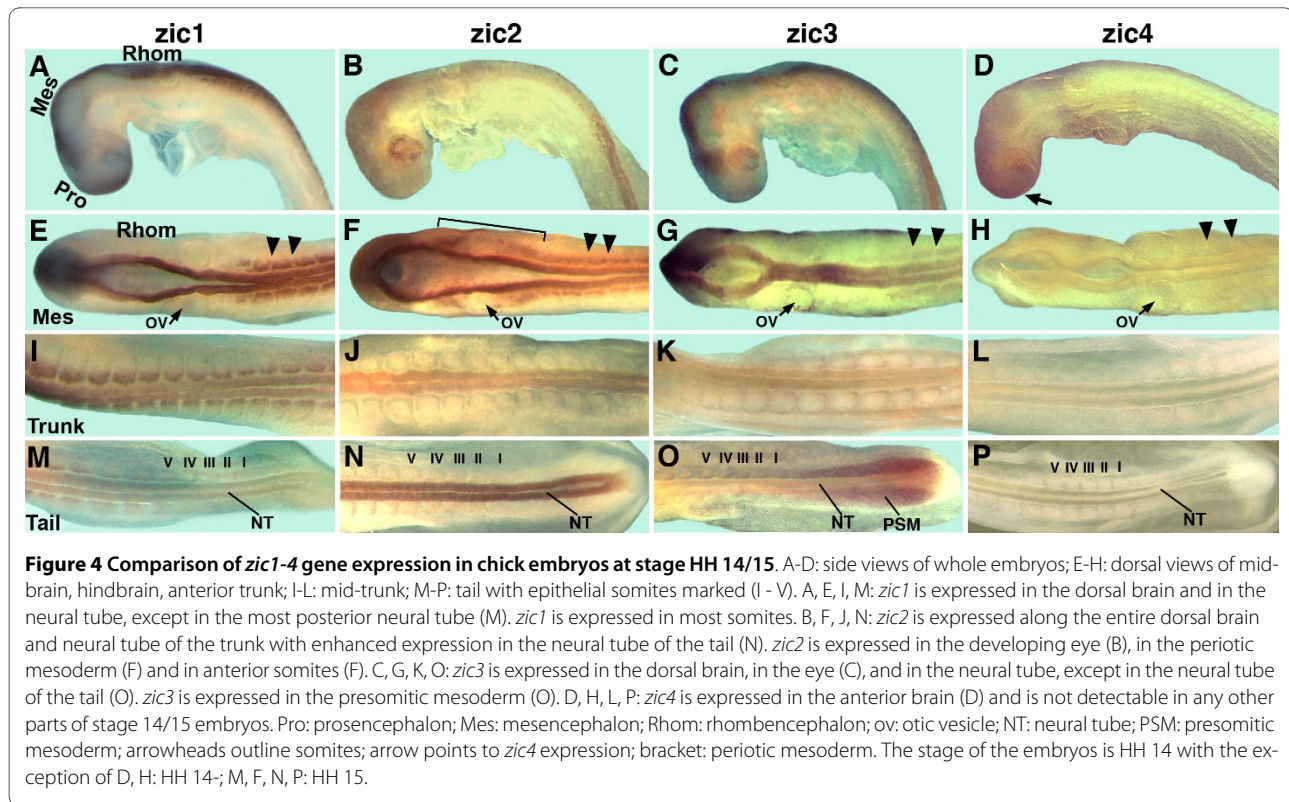 zic1 zic2 zic3 zic4
A Mes Rhom Pro B C D
E Rhom Mes OV F OV G OV H OV
I Trunk J K L
M V IV III II I NT Tail N V IV III II I NT O V IV III II I NT PSM P V IV III II I NT
Figure 4 Comparison of zic1-4 gene expression in chick embryos at stage HH 14/15. A-D: side views of whole embryos; E-H: dorsal views of mid-
brain, hindbrain, anterior trunk; I-L: mid-trunk; M-P: tail with epithelial somites marked (I - V). A, E, I, M: zic1 is expressed in the dorsal brain and in the
neural tube, except in the most posterior neural tube (M). zic1 is expressed in most somites. B, F, J, N: zic2 is expressed along the entire dorsal brain
and neural tube of the trunk with enhanced expression in the neural tube of the tail (N). zic2 is expressed in the developing eye (B), in the periotic
mesoderm (F) and in anterior somites (F). C, G, K, O: zic3 is expressed in the dorsal brain, in the eye (C), and in the neural tube, except in the neural tube
of the tail (O). zic3 is expressed in the presomitic mesoderm (O). D, H, L, P: zic4 is expressed in the anterior brain (D) and is not detectable in any other
parts of stage 14/15 embryos. Pro: prosencephalon; Mes: mesencephalon; Rhom: rhombencephalon; ov: otic vesicle; NT: neural tube; PSM: presomitic
mesoderm; arrowheads outline somites; arrow points to zic4 expression; bracket: periotic mesoderm. The stage of the embryos is HH 14 with the ex-
ception of D, H: HH 14-; M, F, N, P: HH 15.